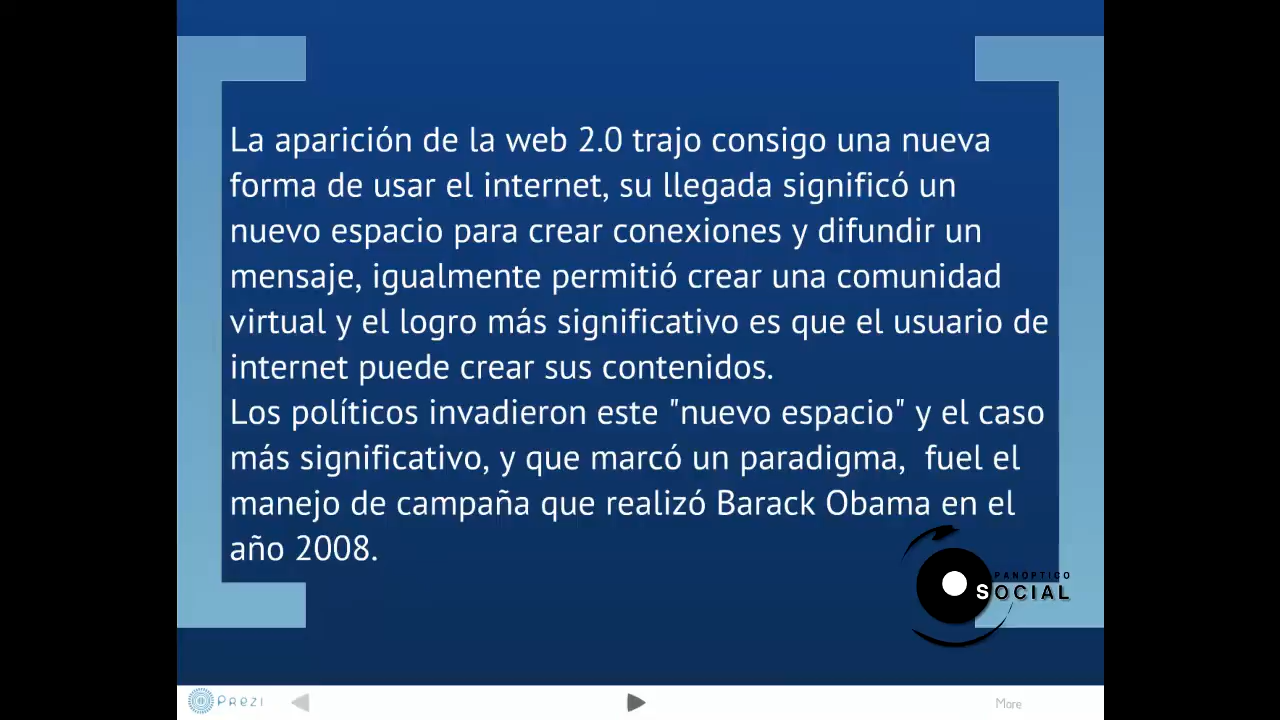 La aparición de la web 2.0 trajo consigo una nueva
forma de usar el internet, su llegada significó un
nuevo espacio para crear conexiones y difundir un
mensaje, igualmente permitió crear una comunidad
virtual y el logro más significativo es que el usuario de
internet puede crear sus contenidos.
Los políticos invadieron este "nuevo espacio" y el caso
más significativo, y que marcó un paradigma,  fuel el
manejo de campaña que realizó Barack Obama en el
año 2008.
PANOPTICO
SOCIAL
PREZI
More